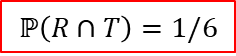 ℙ(𝑅 ∩ 𝑇) = 1/6